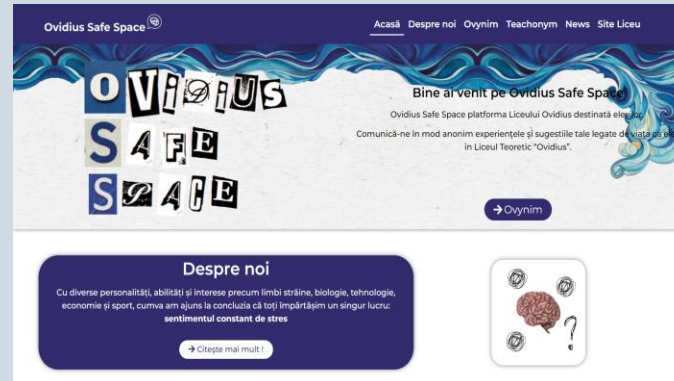 Ovidius Safe Space
Acasă Despre noi Ovynim Teachonym News Site Liceu
OViDiUS
SAFE
SPACE
Bine ai venit pe Ovidius Safe Space!
Ovidius Safe Space platforma Liceului Ovidius destinată elevilor.
Comunică-ne în mod anonim experiențele și sugestiile tale legate de viața ca
în Liceul Teoretic "Ovidius".
→ Ovynim
Despre noi
Cu diverse personalități, abilități și interese precum limbi străine, biologie, tehnologie,
economie și sport, cumva am ajuns la concluzia că toți împărtășim un singur lucru:
sentimentul constant de stres
→ Citește mai mult !
?